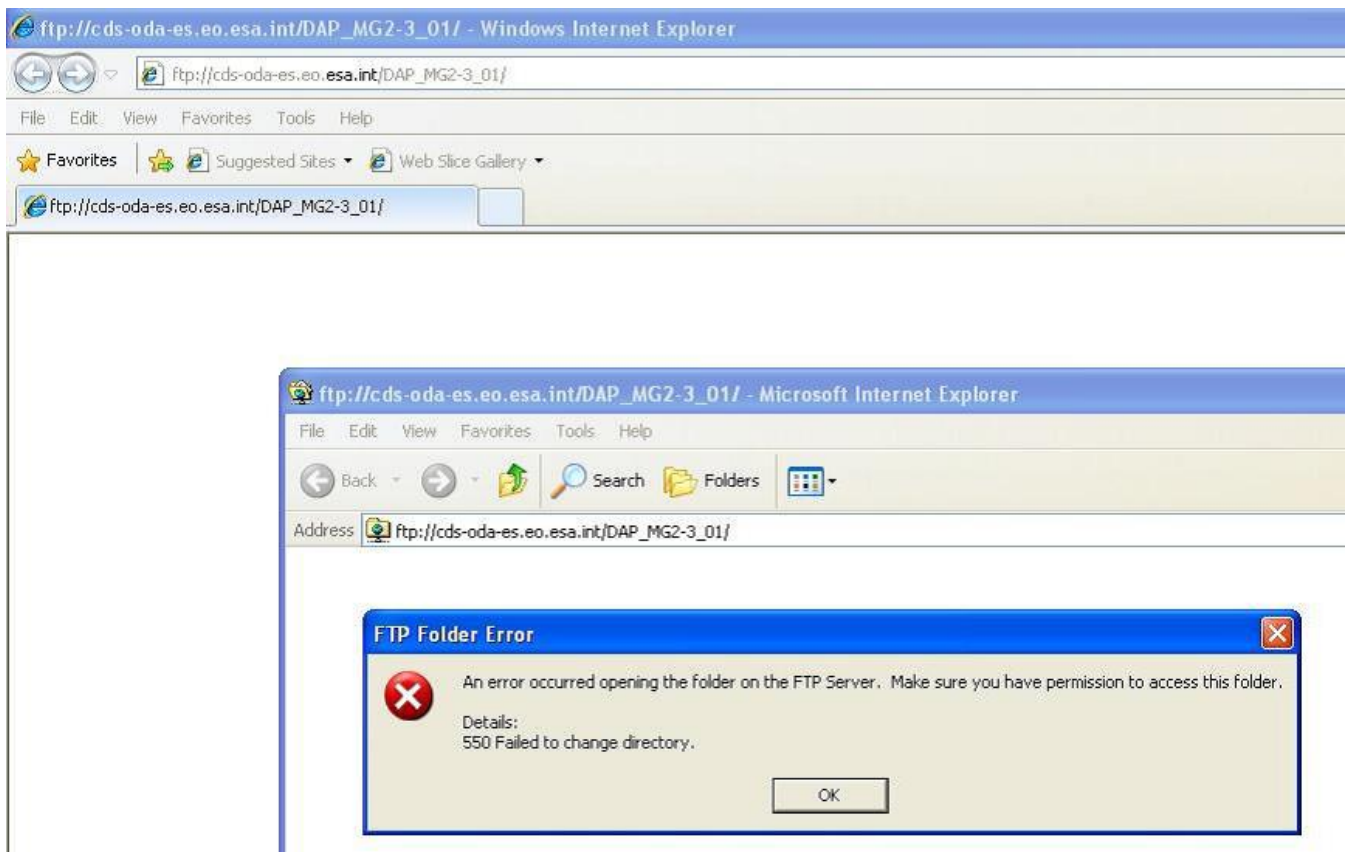 ftp://cds-oda-es.eo.esa.int/DAP_MG2-3_01/ - Windows Internet Explorer
ftp://cds-oda-es.eo.esa.int/DAP_MG2-3_01/
File Edit View Favorites Tools Help
Favorites Suggested Sites Web Slice Gallery
ftp://cds-oda-es.eo.esa.int/DAP_MG2-3_01/
ftp://cds-oda-es.eo.esa.int/DAP_MG2-3_01/ - Microsoft Internet Explorer
File Edit View Favorites Tools Help
Back Search Folders
Address ftp://cds-oda-es.eo.esa.int/DAP_MG2-3_01/
FTP Folder Error
An error occurred opening the folder on the FTP Server. Make sure you have permission to access this folder.
Details:
550 Failed to change directory.
OK